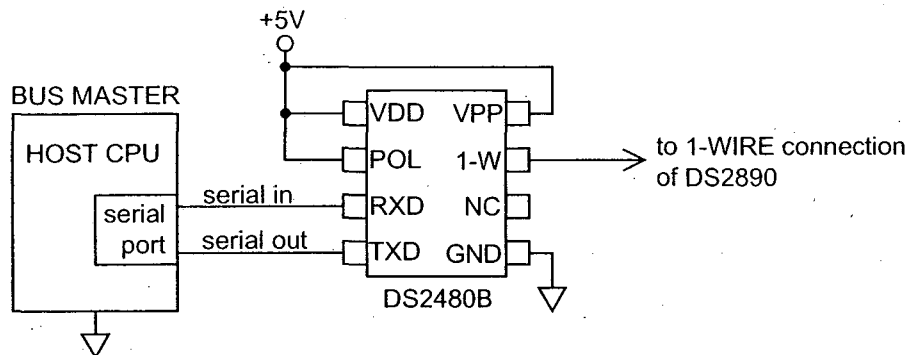 +5V
BUS MASTER
HOST CPU
serial
port
serial in
serial out
VDD
VPP
POL
1-W
RXD
NC
TXD
GND
DS2480B
to 1-WIRE connection
of DS2890